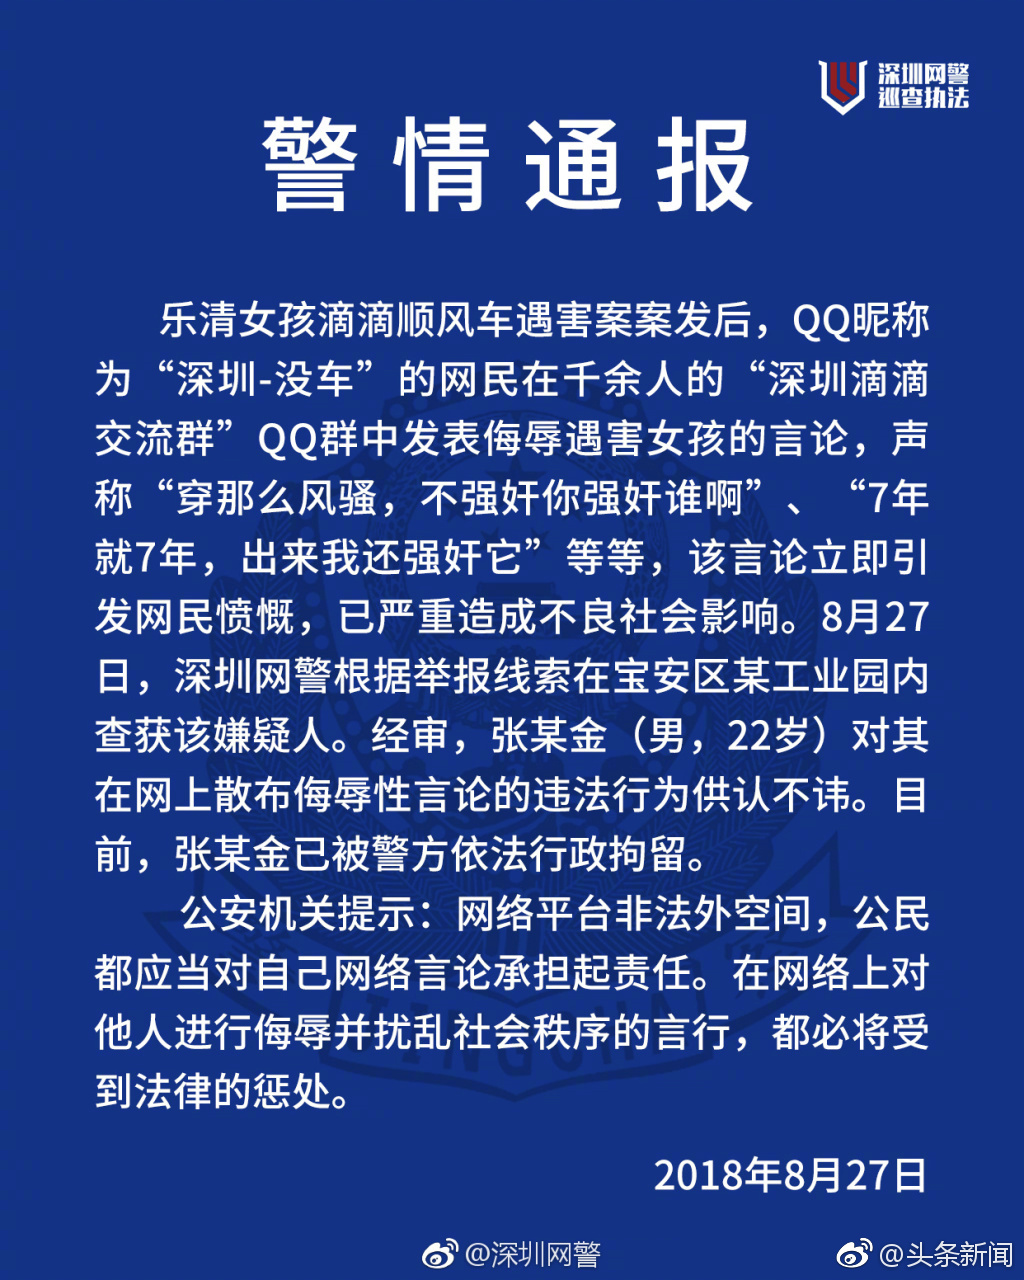 深圳网警
巡查执法
警情通报
乐清女孩滴滴顺风车遇害案案发后，QQ昵称
为“深圳-没车”的网民在千余人的“深圳滴滴
交流群”QQ群中发表侮辱遇害女孩的言论，声
称“穿那么风骚，不强奸你强奸谁啊”、“7年
就7年，出来我还强奸它”等等，该言论立即引
发网民愤慨，已严重造成不良社会影响。8月27
日，深圳网警根据举报线索在宝安区某工业园内
查获该嫌疑人。经审，张某金（男，22岁）对其
在网上散布侮辱性言论的违法行为供认不讳。目
前，张某金已被警方依法行政拘留。
公安机关提示：网络平台非法外空间，公民
都应当对自己网络言论承担起责任。在网络上对
他人进行侮辱并扰乱社会秩序的言行，都必将受
到法律的惩处。
2018年8月27日
@深圳网警
@头条新闻